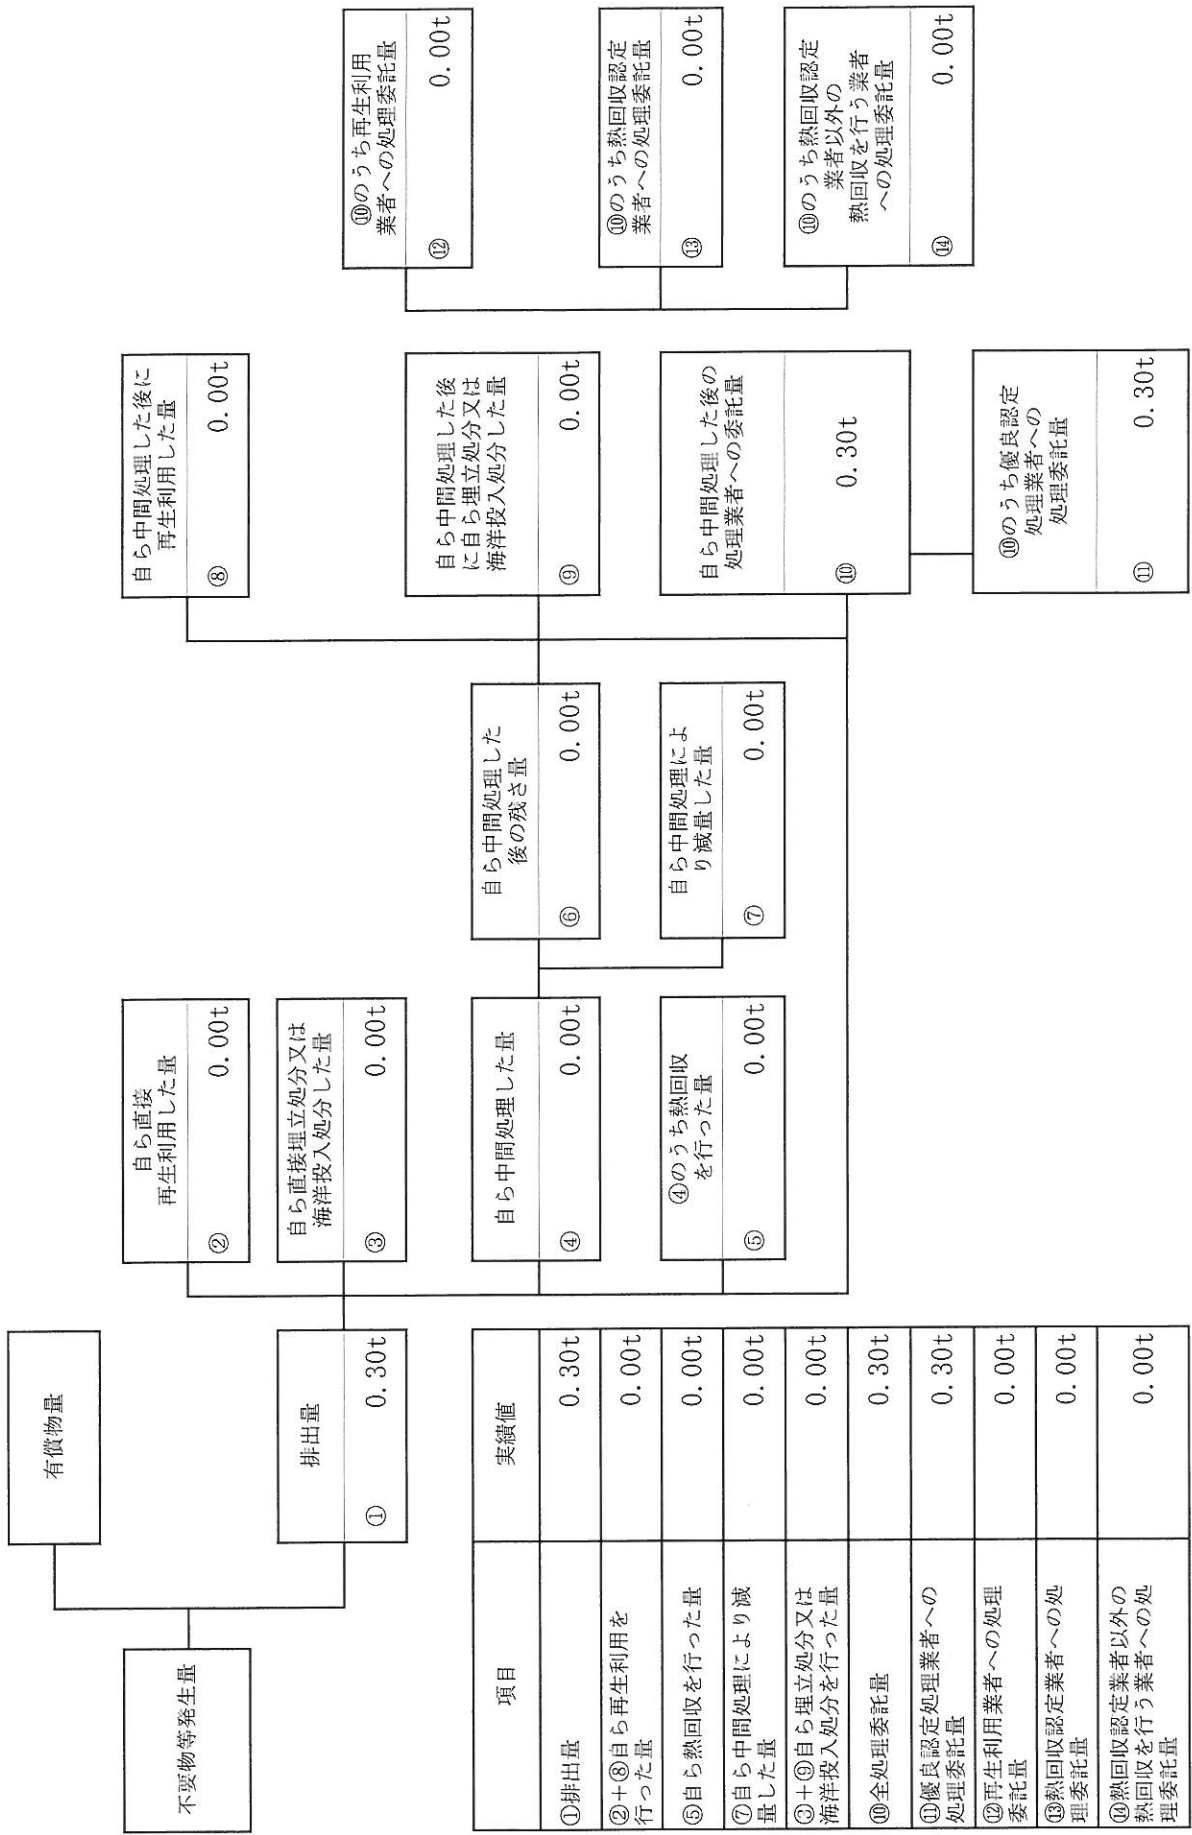 不要物等発生量
有償物量
排出量
① 0.30t
自ら直接
再生利用した量
② 0.00t
自ら直接埋立処分又は
海洋投入処分した量
③ 0.00t
自ら中間処理した量
④ 0.00t
④のうち熱回収
を行った量
⑤ 0.00t
自ら中間処理した
後の残さ量
⑥ 0.00t
自ら中間処理によ
り減量した量
⑦ 0.00t
自ら中間処理した後に
再生利用した量
⑧ 0.00t
自ら中間処理した後
に自ら埋立処分又は
海洋投入処分した量
⑨ 0.00t
自ら中間処理した後の
処理業者への委託量
⑩ 0.30t
⑩のうち優良認定
処理業者への
処理委託量
⑪ 0.30t
⑩のうち再生利用
業者への処理委託量
⑫ 0.00t
⑩のうち熱回収認定
業者への処理委託量
⑬ 0.00t
⑩のうち熱回収認定
業者以外の
熱回収を行う業者
への処理委託量
⑭ 0.00t
項目 実績値
①排出量 0.30t
②+⑧自ら再生利用を
行った量 0.00t
⑤自ら熱回収を行った量 0.00t
⑦自ら中間処理により減
量した量 0.00t
③+⑨自ら埋立処分又は
海洋投入処分を行った量 0.00t
⑩全処理委託量 0.30t
⑪優良認定処理業者への
処理委託量 0.30t
⑫再生利用業者への処理
委託量 0.00t
⑬熱回収認定業者への処
理委託量 0.00t
⑭熱回収認定業者以外の
熱回収を行う業者への処
理委託量 0.00t